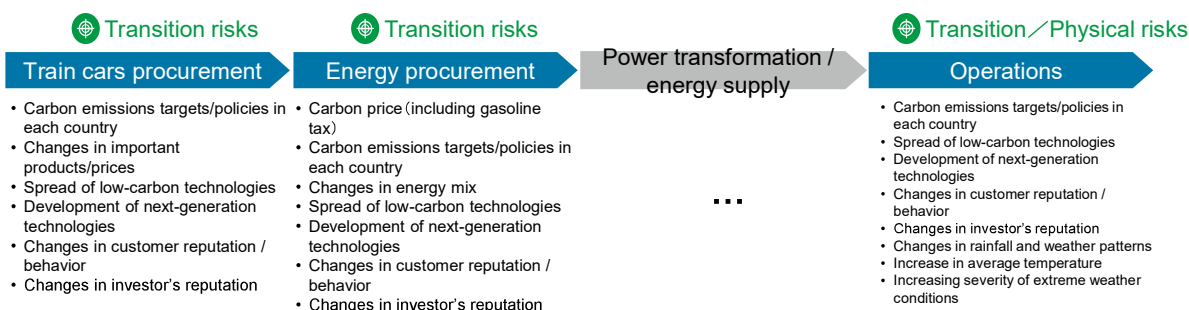 Transition risks
Train cars procurement
• Carbon emissions targets/policies in
each country
• Changes in important
products/prices
• Spread of low-carbon technologies
• Development of next-generation
technologies
• Changes in customer reputation /
behavior
• Changes in investor's reputation
Transition risks
Energy procurement
• Carbon price（including gasoline
tax）
• Carbon emissions targets/policies in
each country
• Changes in energy mix
• Spread of low-carbon technologies
• Development of next-generation
technologies
• Changes in customer reputation /
behavior
• Changes in investor's reputation
Power transformation /
energy supply
...
Transition／Physical risks
Operations
• Carbon emissions targets/policies in
each country
• Spread of low-carbon technologies
• Development of next-generation
technologies
• Changes in customer reputation /
behavior
• Changes in investor's reputation
• Changes in rainfall and weather patterns
• Increase in average temperature
• Increasing severity of extreme weather
conditions